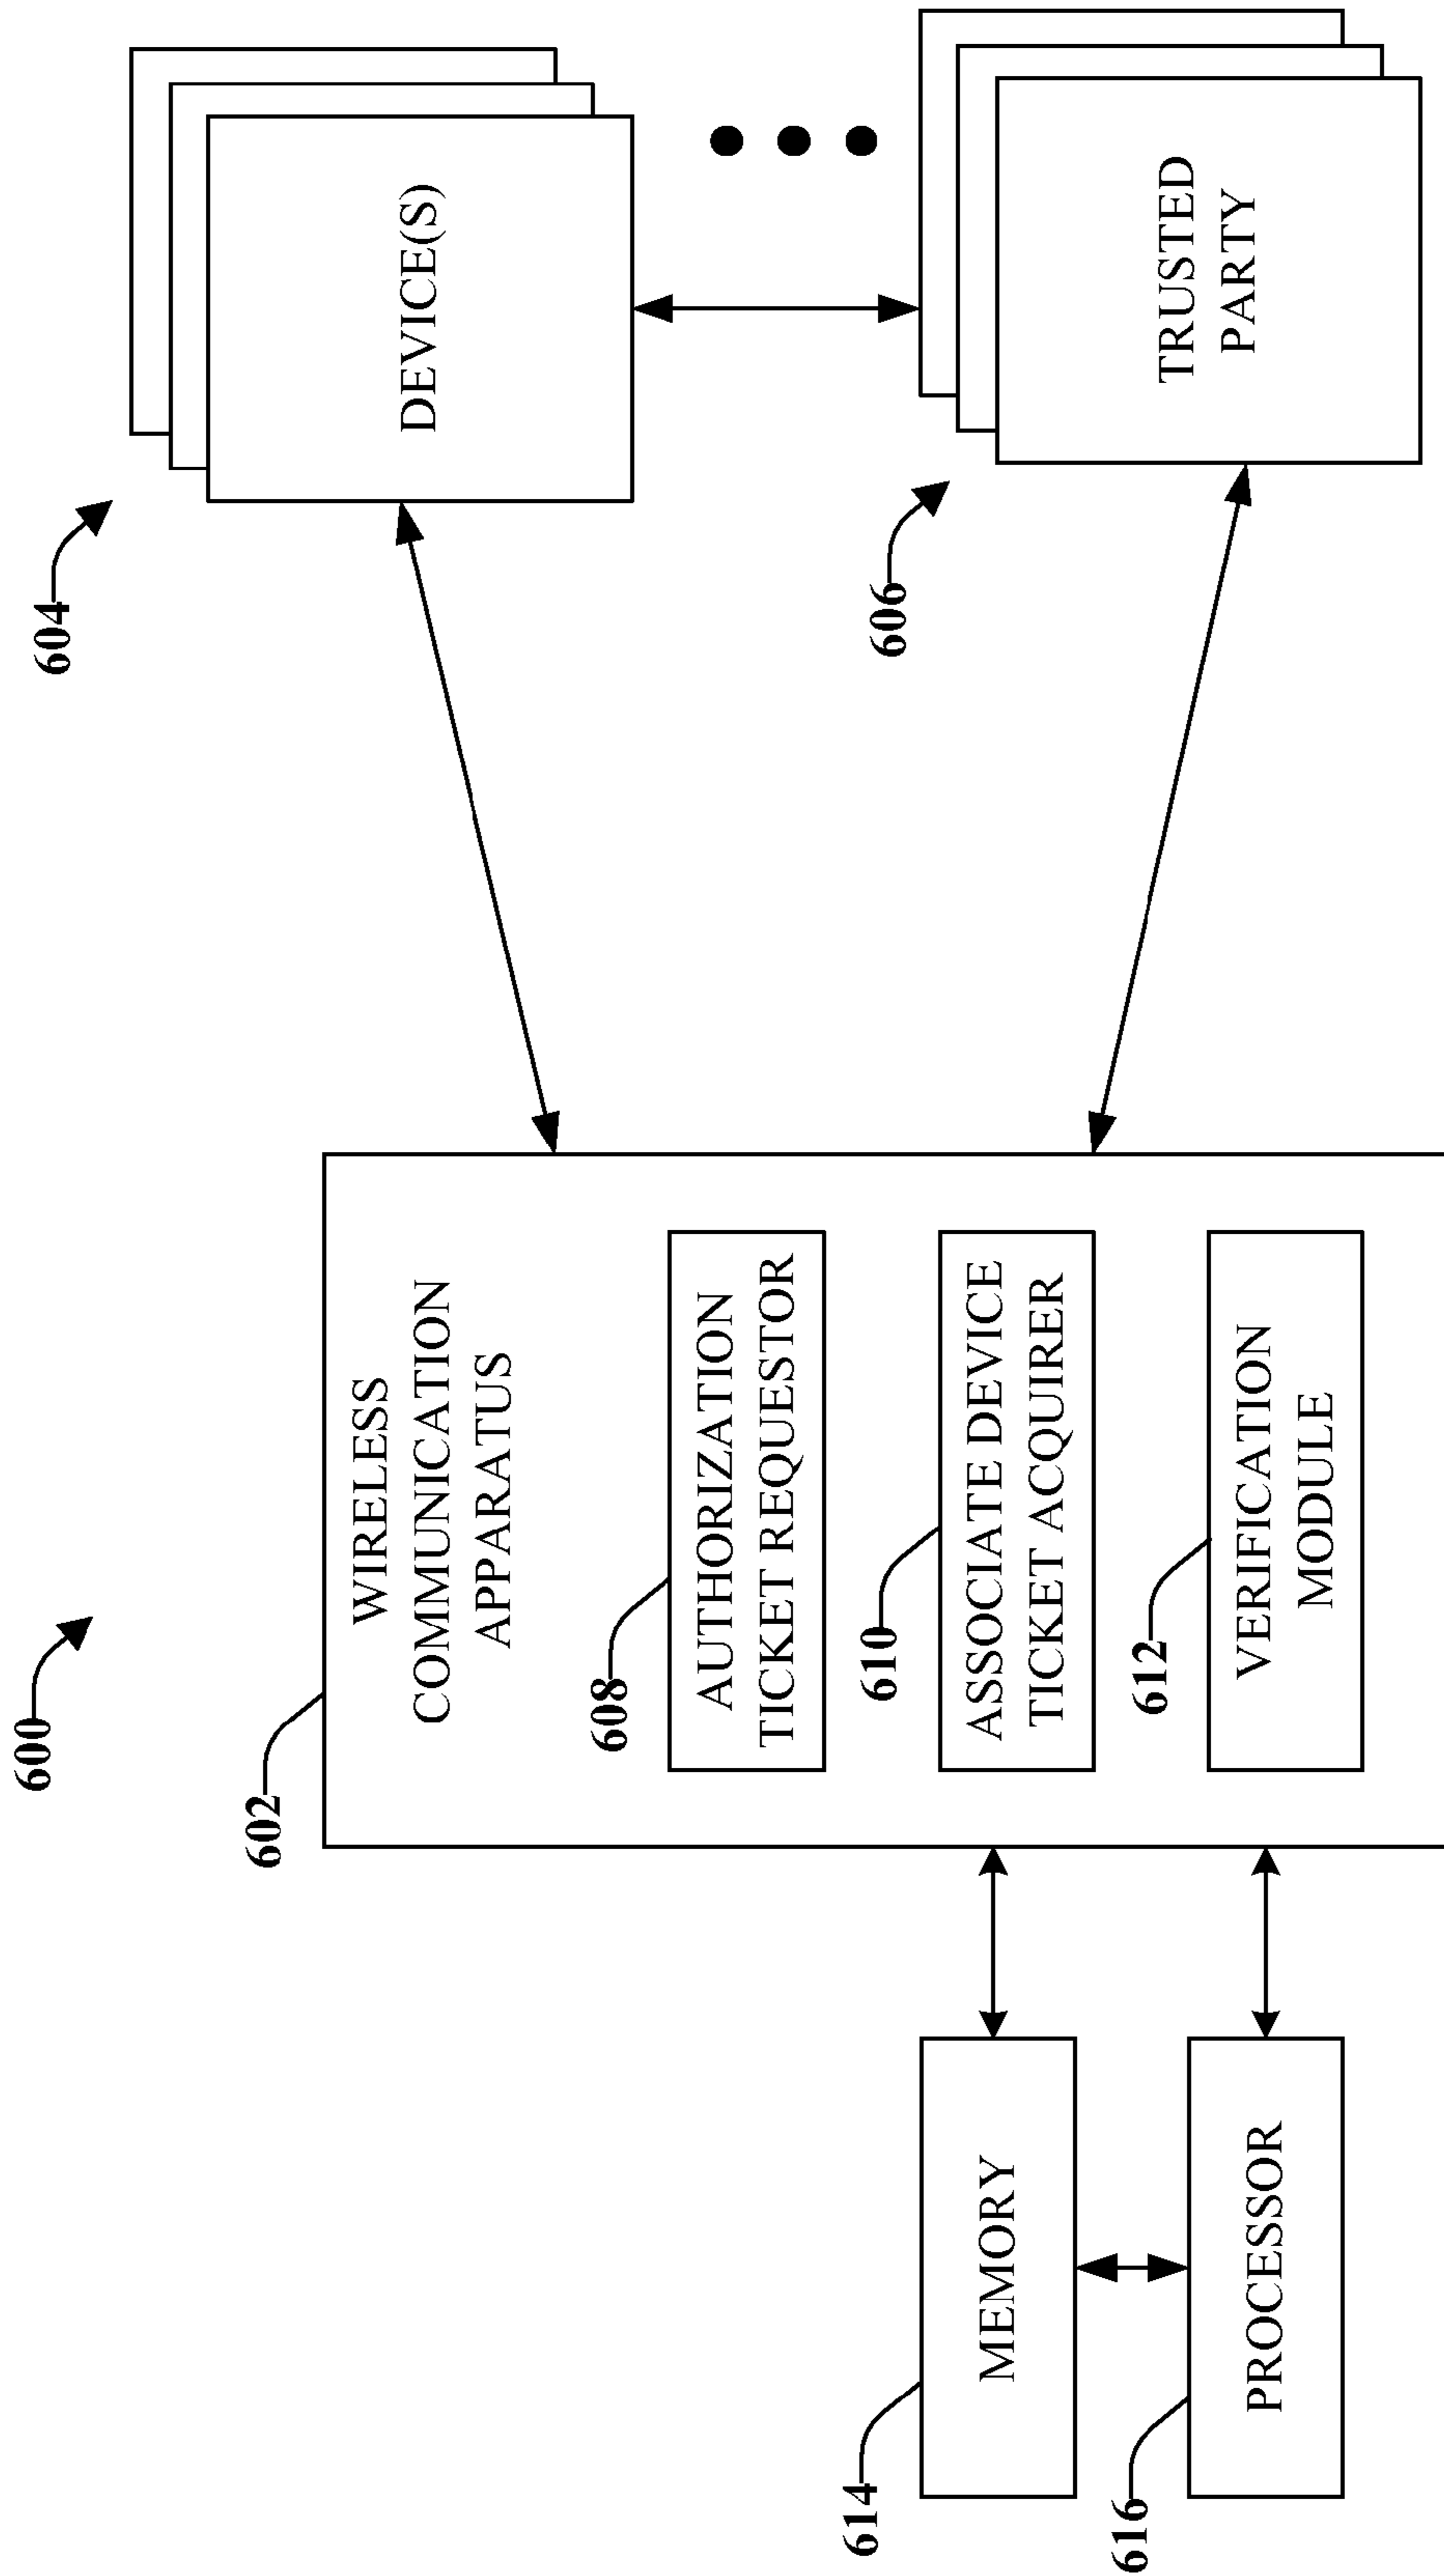 600
602
WIRELESS
COMMUNICATION
APPARATUS
608
AUTHORIZATION
TICKET REQUESTOR
610
ASSOCIATE DEVICE
TICKET ACQUIRER
612
VERIFICATION
MODULE
614
MEMORY
616
PROCESSOR
604
DEVICE(S)
606
TRUSTED
PARTY